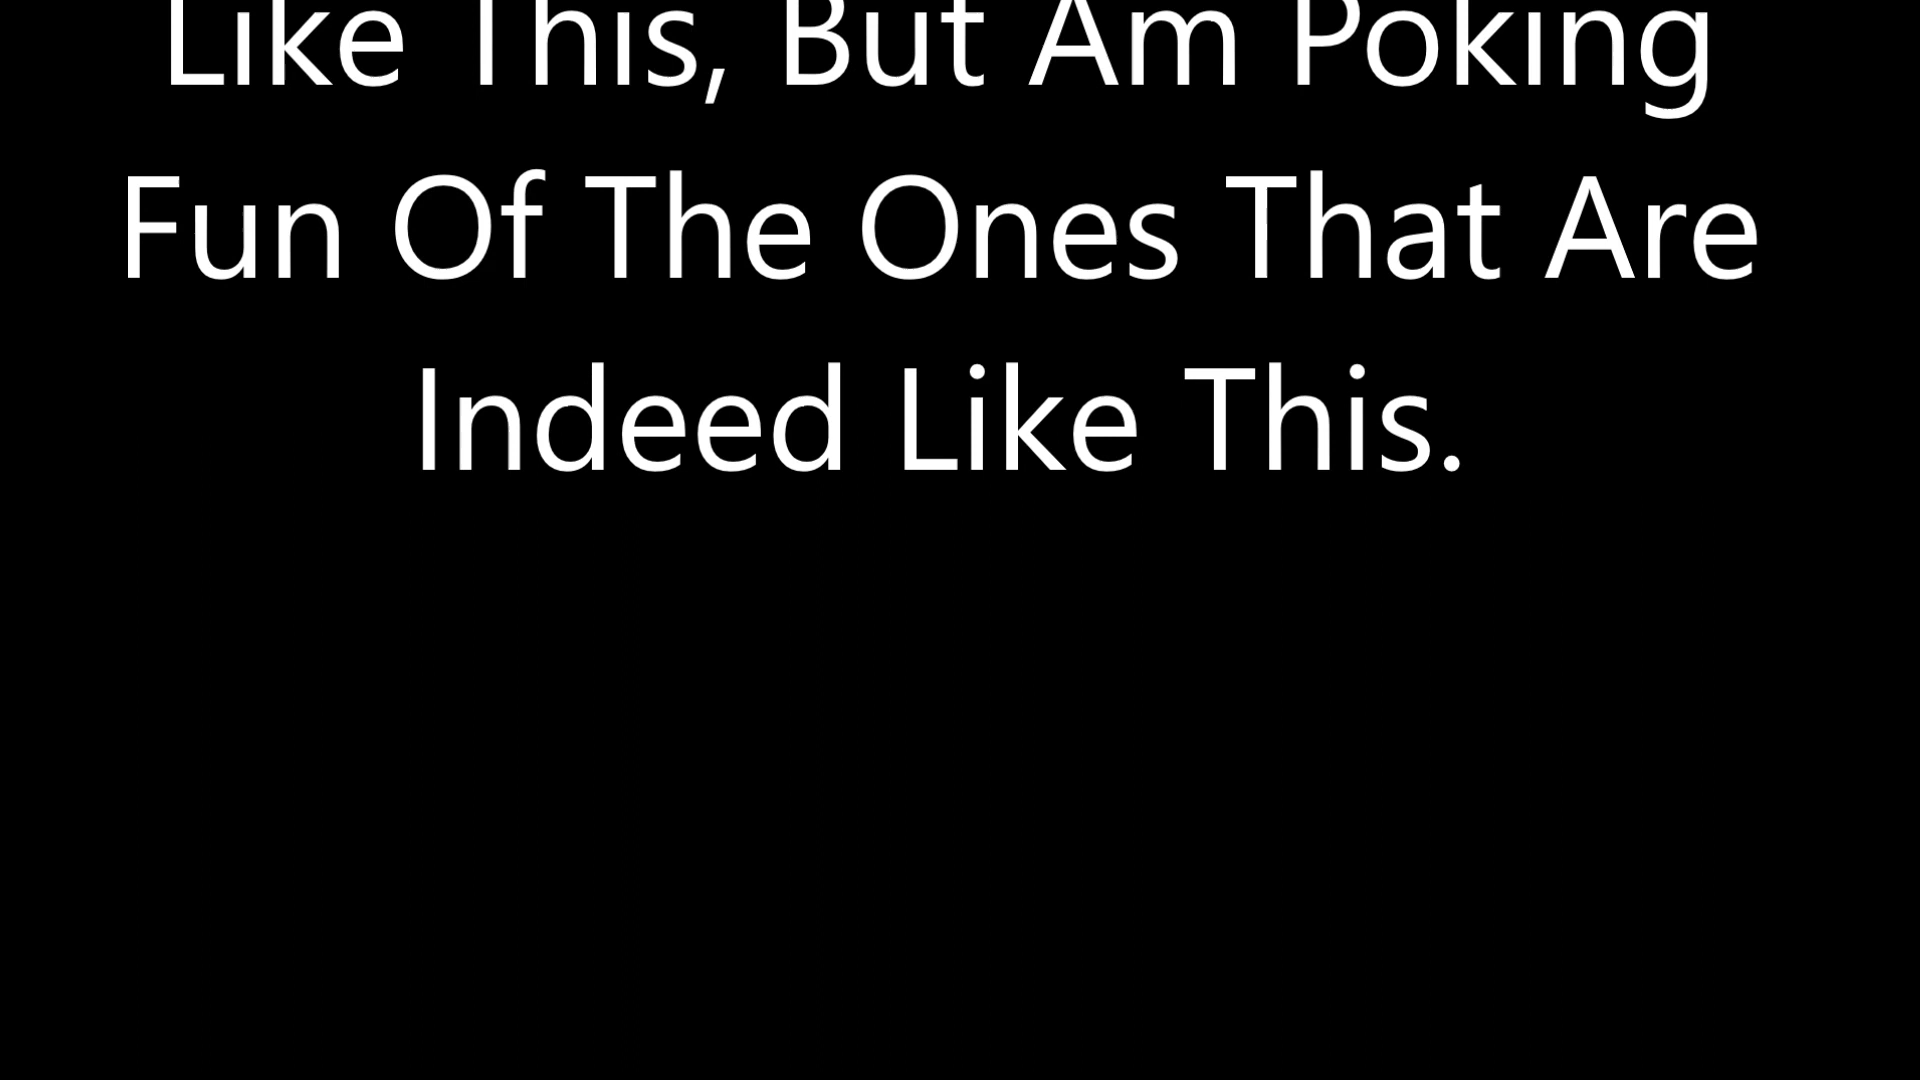 Like This, But Am Poking
Fun Of The Ones That Are
Indeed Like This.